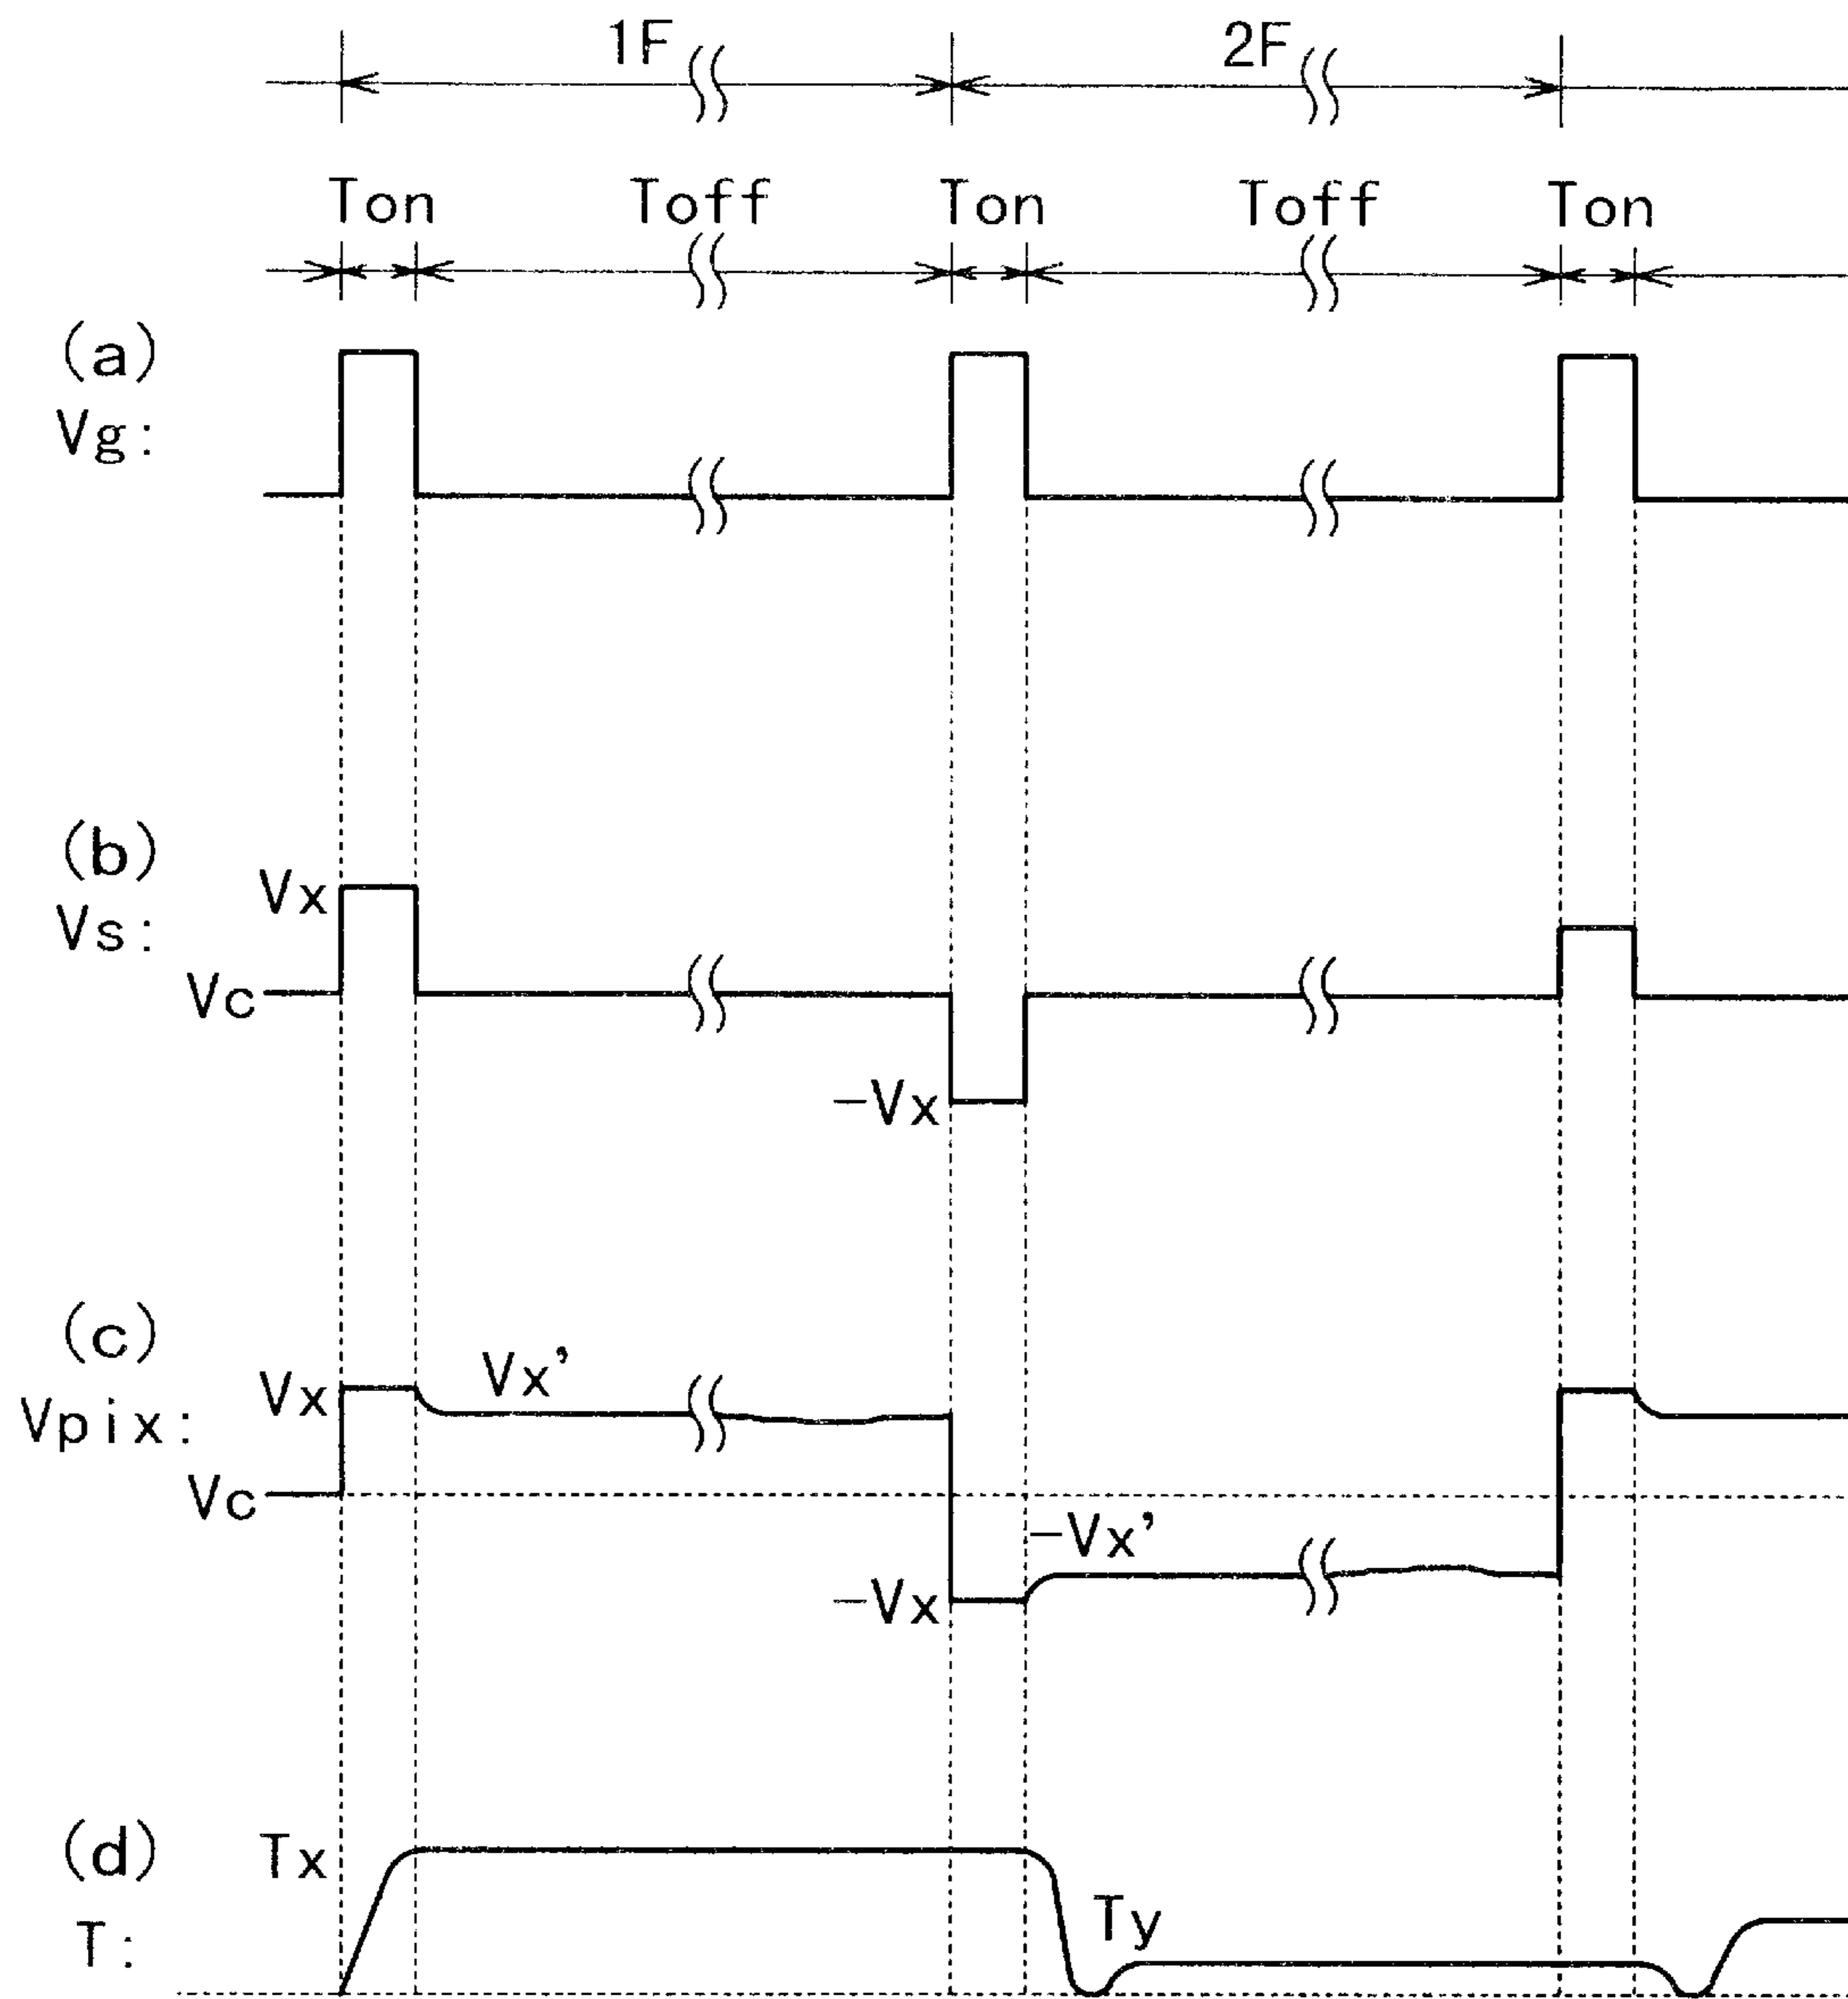 1F 2F
Ton Toff Ton Toff Ton
(a)
Vg:
(b)
Vx
Vs:
Vc
-Vx
(c)
Vx Vx'
Vpix:
Vc
-Vx'
-Vx
(d)
Tx
Ty
T: